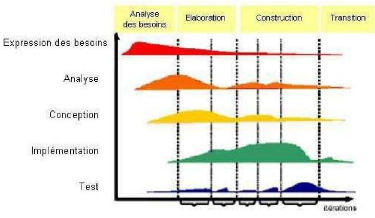 Analyse
des besoins
Elaboration
Construction
Transition
Expression des besoins
Analyse
Conception
Implémentation
Test
itérations